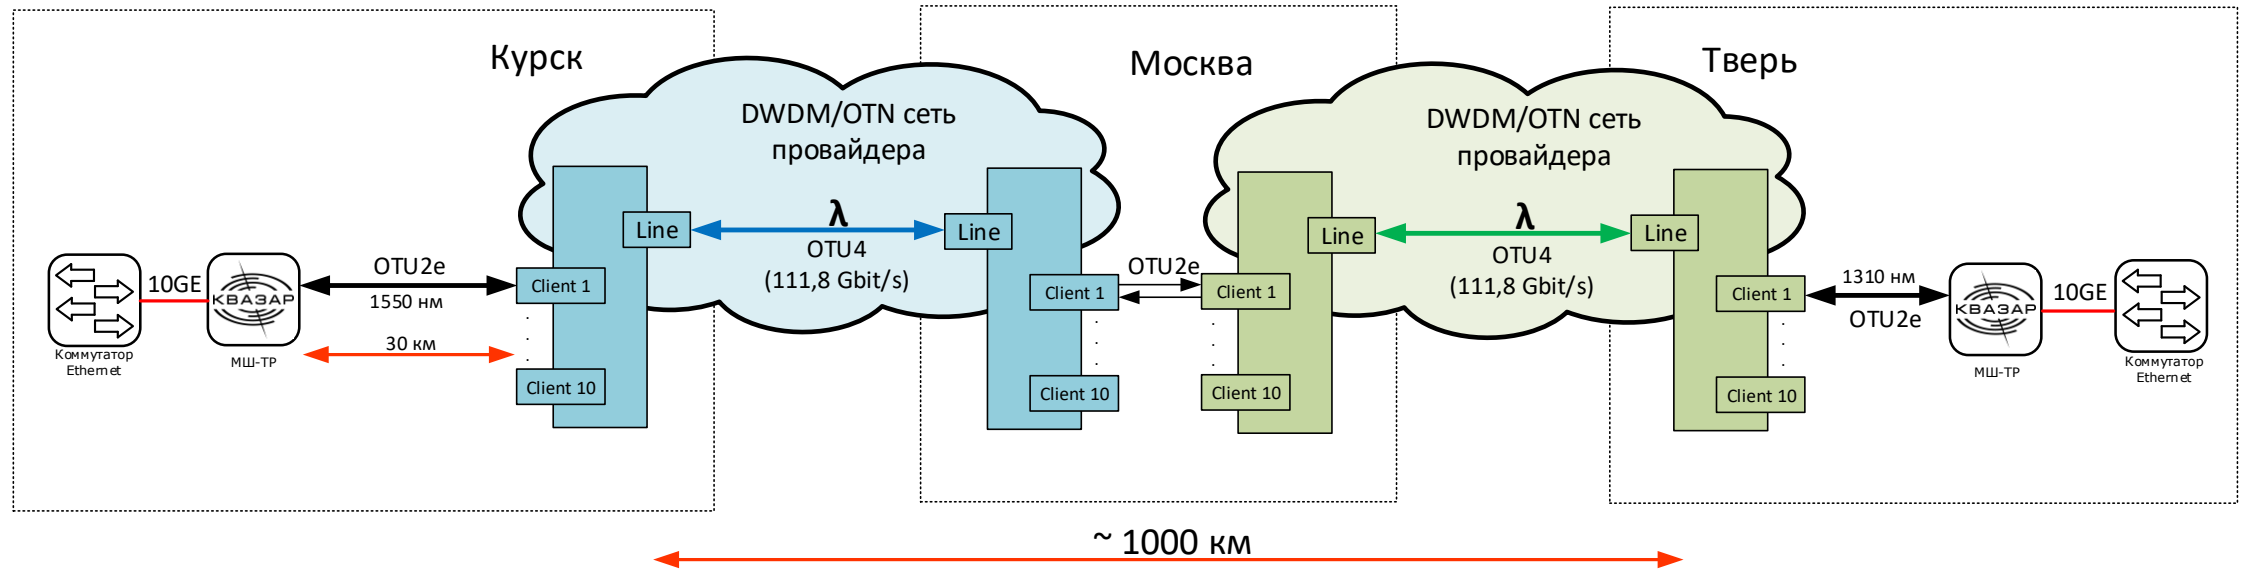 Курск
Москва
Тверь
DWDM/OTN сеть
провайдера
DWDM/OTN сеть
провайдера
Line
λ
OTU4
(111,8 Gbit/s)
Line
Line
λ
OTU4
(111,8 Gbit/s)
Line
10GE
КВАЗАР
OTU2e
1550 нм
Client 1
Client 1
OTU2e
Client 1
Client 1
1310 нм
OTU2e
КВАЗАР
10GE
Коммутатор
Ethernet
МШ-ТР
30 км
Client 10
Client 10
Client 10
Client 10
МШ-ТР
Коммутатор
Ethernet
~ 1000 км